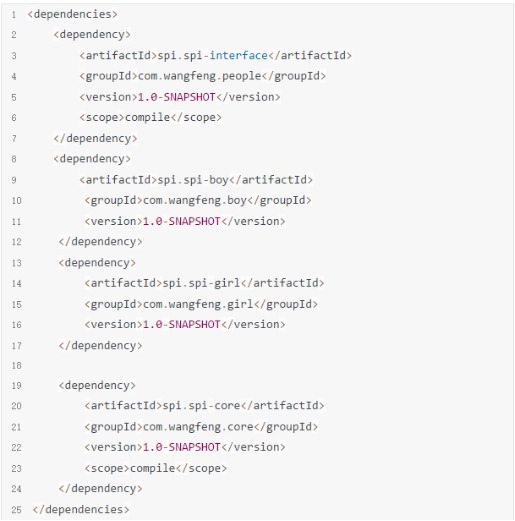 1 <dependencies>
2     <dependency>
3         <artifactId>spi.spi-interface</artifactId>
4         <groupId>com.wangfeng.people</groupId>
5         <version>1.0-SNAPSHOT</version>
6         <scope>compile</scope>
7     </dependency>
8     <dependency>
9         <artifactId>spi.spi-boy</artifactId>
10          <groupId>com.wangfeng.boy</groupId>
11          <version>1.0-SNAPSHOT</version>
12      </dependency>
13      <dependency>
14          <artifactId>spi.spi-girl</artifactId>
15          <groupId>com.wangfeng.girl</groupId>
16          <version>1.0-SNAPSHOT</version>
17      </dependency>
18
19      <dependency>
20          <artifactId>spi.spi-core</artifactId>
21          <groupId>com.wangfeng.core</groupId>
22          <version>1.0-SNAPSHOT</version>
23          <scope>compile</scope>
24      </dependency>
25  </dependencies>